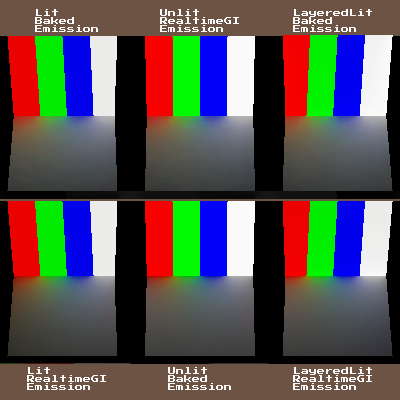 Lit
Baked
Emission
Unlit
RealtimeGI
Emission
LayeredLit
Baked
Emission
Lit
RealtimeGI
Emission
Unlit
Baked
Emission
LayeredLit
RealtimeGI
Emission